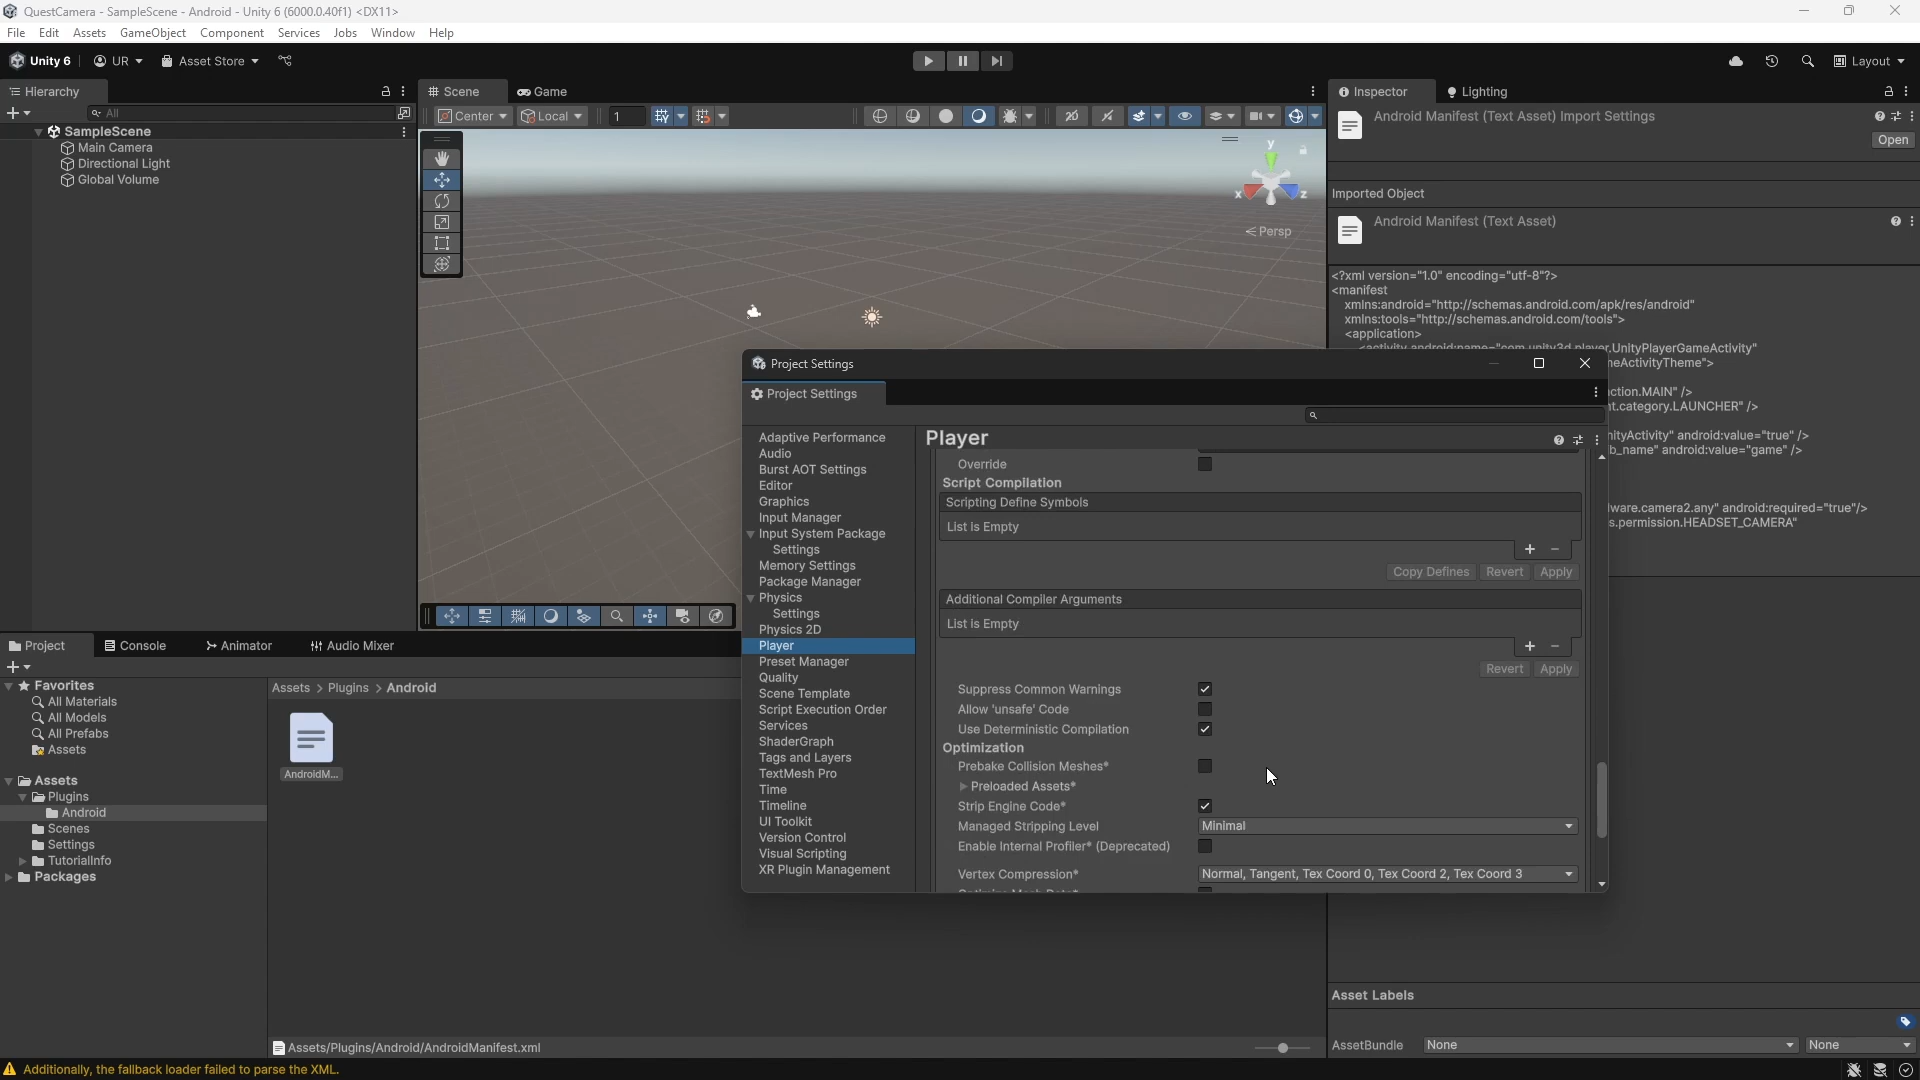 QuestCamera - SampleScene - Android - Unity 6 (6000.0.40f1) <DX11>
File Edit Assets GameObject Component Services Jobs Window Help
Unity 6 UR Asset Store Layout
Hierarchy
All
SampleScene
Main Camera
Directional Light
Global Volume
Scene Game
Center Local 1
y
x z
Persp
Inspector Lighting
Android Manifest (Text Asset) Import Settings
Open
Imported Object
Android Manifest (Text Asset)
<?xml version="1.0" encoding="utf-8"?>
<manifest
xmlns:android="http://schemas.android.com/apk/res/android"
xmlns:tools="http://schemas.android.com/tools">
<application>
<activity android:name="com.unity3d.player.UnityPlayerGameActivity"
neActivityTheme">
ction.MAIN" />
nt.category.LAUNCHER" />
nityActivity" android:value="true" />
b_name" android:value="game" />
ware.camera2.any" android:required="true"/>
s.permission.HEADSET_CAMERA"
Project Settings
Project Settings
Adaptive Performance
Audio
Burst AOT Settings
Editor
Graphics
Input Manager
Input System Package
Settings
Memory Settings
Package Manager
Physics
Settings
Physics 2D
Player
Preset Manager
Quality
Scene Template
Script Execution Order
Services
ShaderGraph
Tags and Layers
TextMesh Pro
Time
Timeline
UI Toolkit
Version Control
Visual Scripting
XR Plugin Management
Player
Override
Script Compilation
Scripting Define Symbols
List is Empty
Copy Defines Revert Apply
Additional Compiler Arguments
List is Empty
Revert Apply
Suppress Common Warnings
Allow 'unsafe' Code
Use Deterministic Compilation
Optimization
Prebake Collision Meshes*
Preloaded Assets*
Strip Engine Code*
Managed Stripping Level Minimal
Enable Internal Profiler* (Deprecated)
Vertex Compression* Normal, Tangent, Tex Coord 0, Tex Coord 2, Tex Coord 3
Project Console Animator Audio Mixer
Favorites
All Materials
All Models
All Prefabs
Assets
Assets
Plugins
Android
Scenes
Settings
TutorialInfo
Packages
Assets > Plugins > Android
AndroidM...
Assets/Plugins/Android/AndroidManifest.xml
Asset Labels
AssetBundle None None
Additionally, the fallback loader failed to parse the XML.